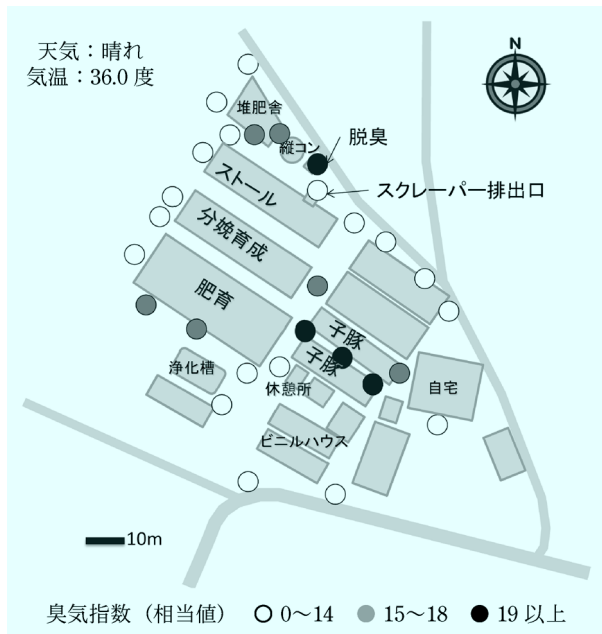 天気：晴れ
気温：36.0 度
N
堆肥舎
縦コン
脱臭
ストール
スクレーパー排出口
分娩育成
肥育
子豚
子豚
浄化槽
休憩所
自宅
ビニルハウス
10m
臭気指数（相当値） 0～14 15～18 19 以上